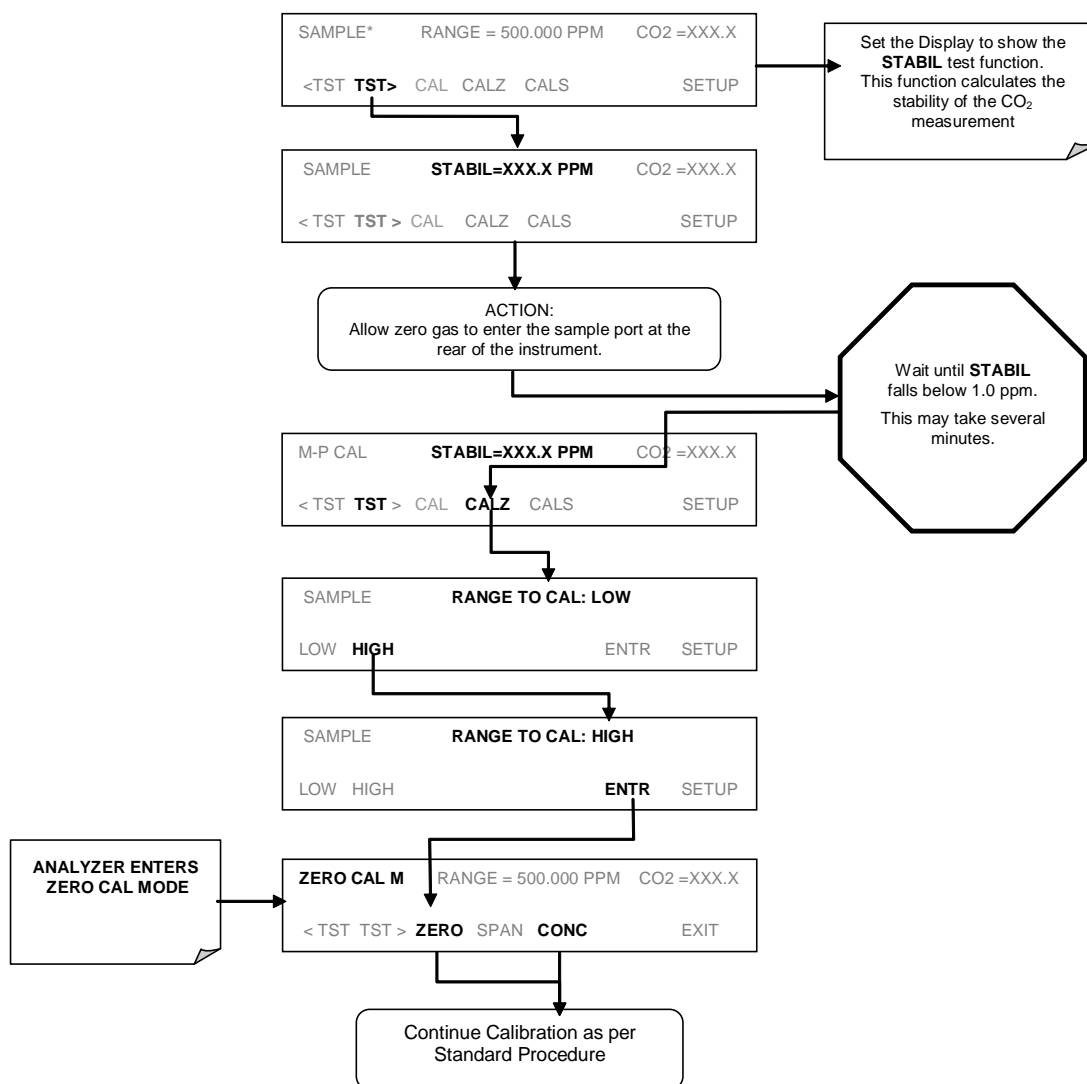 SAMPLE* RANGE = 500.000 PPM CO2 =XXX.X
<TST TST> CAL CALZ CALS SETUP
Set the Display to show the
STABIL test function.
This function calculates the
stability of the CO2
measurement
SAMPLE STABIL=XXX.X PPM CO2 =XXX.X
< TST TST > CAL CALZ CALS SETUP
ACTION:
Allow zero gas to enter the sample port at the
rear of the instrument.
Wait until STABIL
falls below 1.0 ppm.
This may take several
minutes.
M-P CAL STABIL=XXX.X PPM CO2 =XXX.X
< TST TST > CAL CALZ CALS SETUP
SAMPLE RANGE TO CAL: LOW
LOW HIGH ENTR SETUP
SAMPLE RANGE TO CAL: HIGH
LOW HIGH ENTR SETUP
ANALYZER ENTERS
ZERO CAL MODE
ZERO CAL M RANGE = 500.000 PPM CO2 =XXX.X
< TST TST > ZERO SPAN CONC EXIT
Continue Calibration as per
Standard Procedure